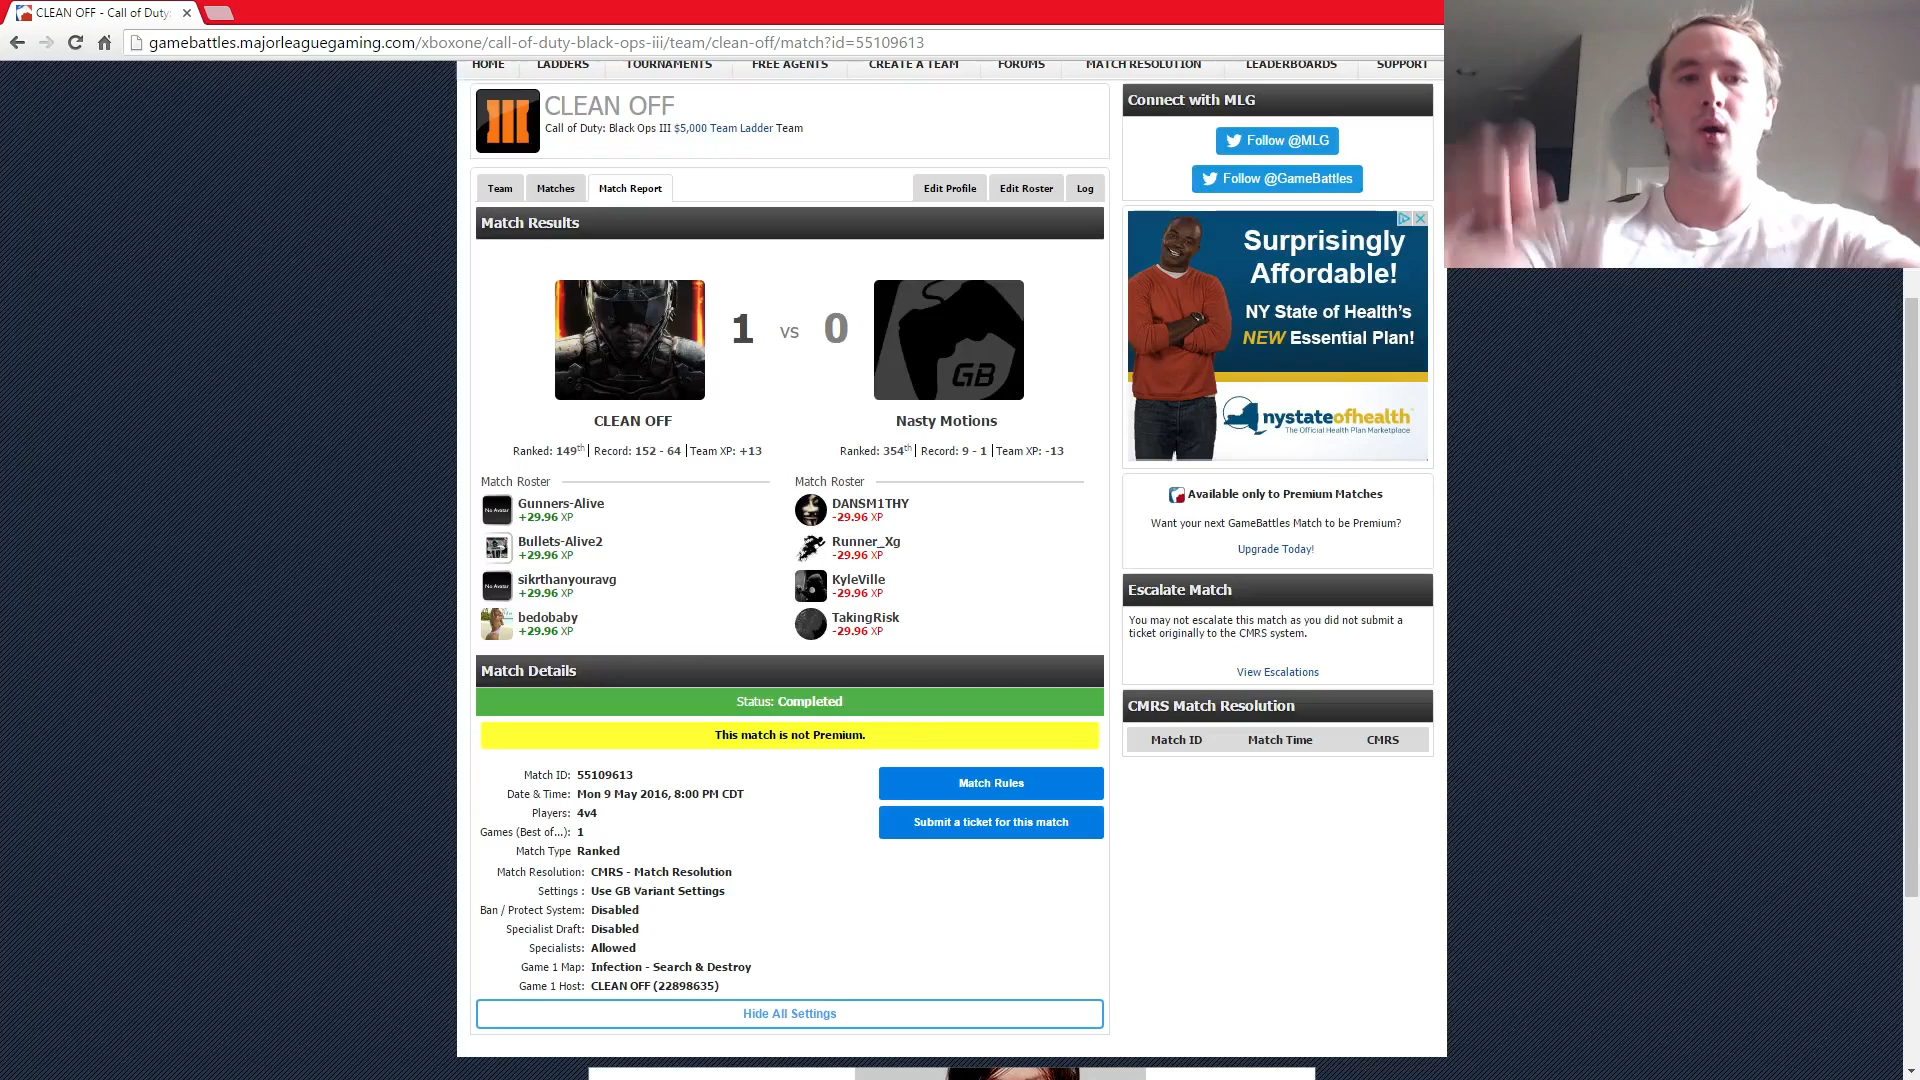 CLEAN OFF - Call of Duty:
gamebattles.majorleaguegaming.com/xboxone/call-of-duty-black-ops-iii/team/clean-off/match?id=55109613
HOME LADDERS TOURNAMENTS FREE AGENTS CREATE A TEAM FORUMS MATCH RESOLUTION LEADERBOARDS SUPPORT
CLEAN OFF
Call of Duty: Black Ops III $5,000 Team Ladder Team
Team Matches Match Report Edit Profile Edit Roster Log
Match Results
1 vs 0
GB
CLEAN OFF Nasty Motions
Ranked: 149th | Record: 152 - 64 | Team XP: +13 Ranked: 354th | Record: 9 - 1 | Team XP: -13
Match Roster Match Roster
No Avatar Gunners-Alive DANSM1THY
+29.96 XP -29.96 XP
Bullets-Alive2 Runner_Xg
+29.96 XP -29.96 XP
No Avatar sikrthanyouravg KyleVille
+29.96 XP -29.96 XP
bedobaby TakingRisk
+29.96 XP -29.96 XP
Match Details
Status: Completed
This match is not Premium.
Match ID: 55109613
Date & Time: Mon 9 May 2016, 8:00 PM CDT
Players: 4v4
Games (Best of...): 1
Match Type Ranked
Match Resolution: CMRS - Match Resolution
Settings : Use GB Variant Settings
Ban / Protect System: Disabled
Specialist Draft: Disabled
Specialists: Allowed
Game 1 Map: Infection - Search & Destroy
Game 1 Host: CLEAN OFF (22898635)
Match Rules
Submit a ticket for this match
Hide All Settings
Connect with MLG
Follow @MLG
Follow @GameBattles
Surprisingly
Affordable!
NY State of Health's
NEW Essential Plan!
nystateofhealth
The Official Health Plan Marketplace
Available only to Premium Matches
Want your next GameBattles Match to be Premium?
Upgrade Today!
Escalate Match
You may not escalate this match as you did not submit a
ticket originally to the CMRS system.
View Escalations
CMRS Match Resolution
Match ID Match Time CMRS